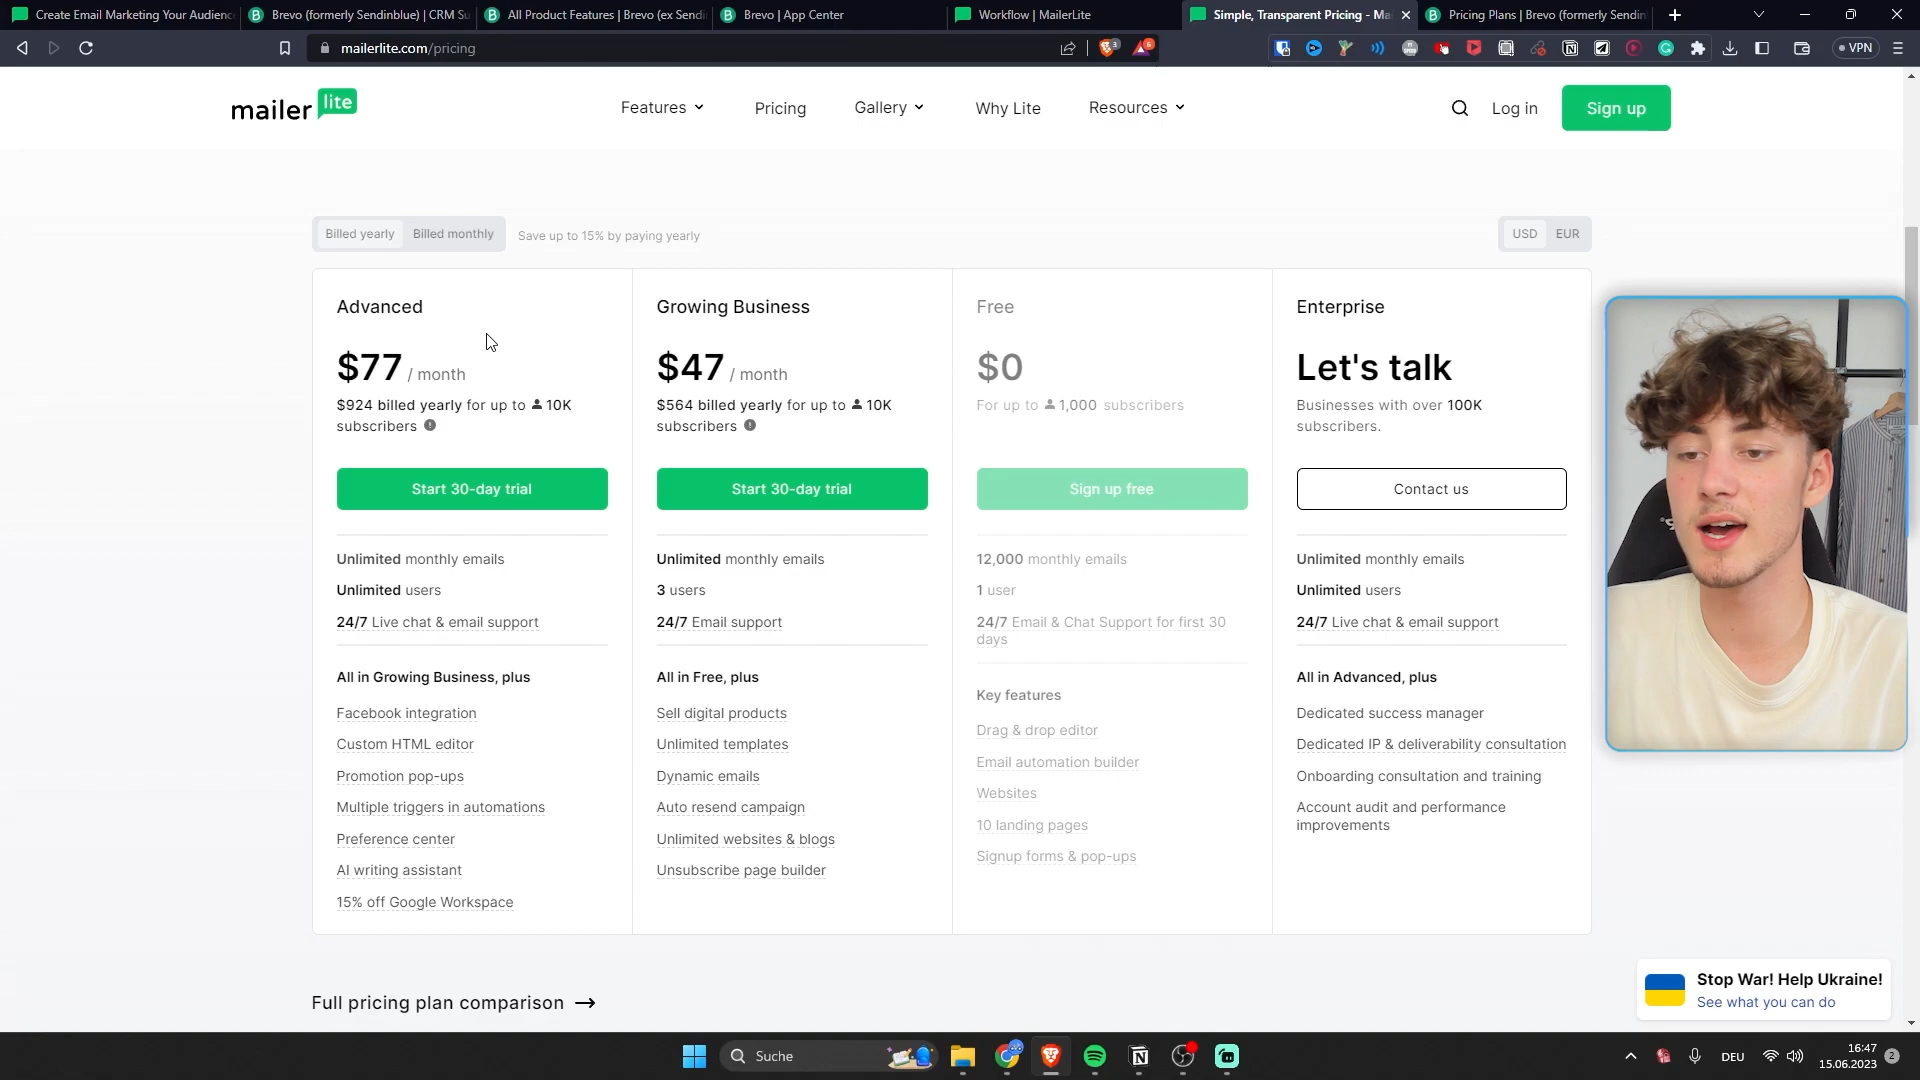 Create Email Marketing Your Audienc
Brevo (formerly Sendinblue) | CRM Su
All Product Features | Brevo (ex Sendi
Brevo | App Center
Workflow | MailerLite
Simple, Transparent Pricing - Ma
Pricing Plans | Brevo (formerly Sendin
mailerlite.com/pricing
VPN
mailer lite
Features
Pricing
Gallery
Why Lite
Resources
Log in
Sign up
Billed yearly
Billed monthly
Save up to 15% by paying yearly
USD
EUR
Advanced
$77 / month
$924 billed yearly for up to 10K
subscribers
Start 30-day trial
Unlimited monthly emails
Unlimited users
24/7 Live chat & email support
All in Growing Business, plus
Facebook integration
Custom HTML editor
Promotion pop-ups
Multiple triggers in automations
Preference center
AI writing assistant
15% off Google Workspace
Growing Business
$47 / month
$564 billed yearly for up to 10K
subscribers
Start 30-day trial
Unlimited monthly emails
3 users
24/7 Email support
All in Free, plus
Sell digital products
Unlimited templates
Dynamic emails
Auto resend campaign
Unlimited websites & blogs
Unsubscribe page builder
Free
$0
For up to 1,000 subscribers
Sign up free
12,000 monthly emails
1 user
24/7 Email & Chat Support for first 30
days
Key features
Drag & drop editor
Email automation builder
Websites
10 landing pages
Signup forms & pop-ups
Enterprise
Let's talk
Businesses with over 100K
subscribers.
Contact us
Unlimited monthly emails
Unlimited users
24/7 Live chat & email support
All in Advanced, plus
Dedicated success manager
Dedicated IP & deliverability consultation
Onboarding consultation and training
Account audit and performance
improvements
Full pricing plan comparison →
Stop War! Help Ukraine!
See what you can do
Suche
DEU
16:47
15.06.2023
2